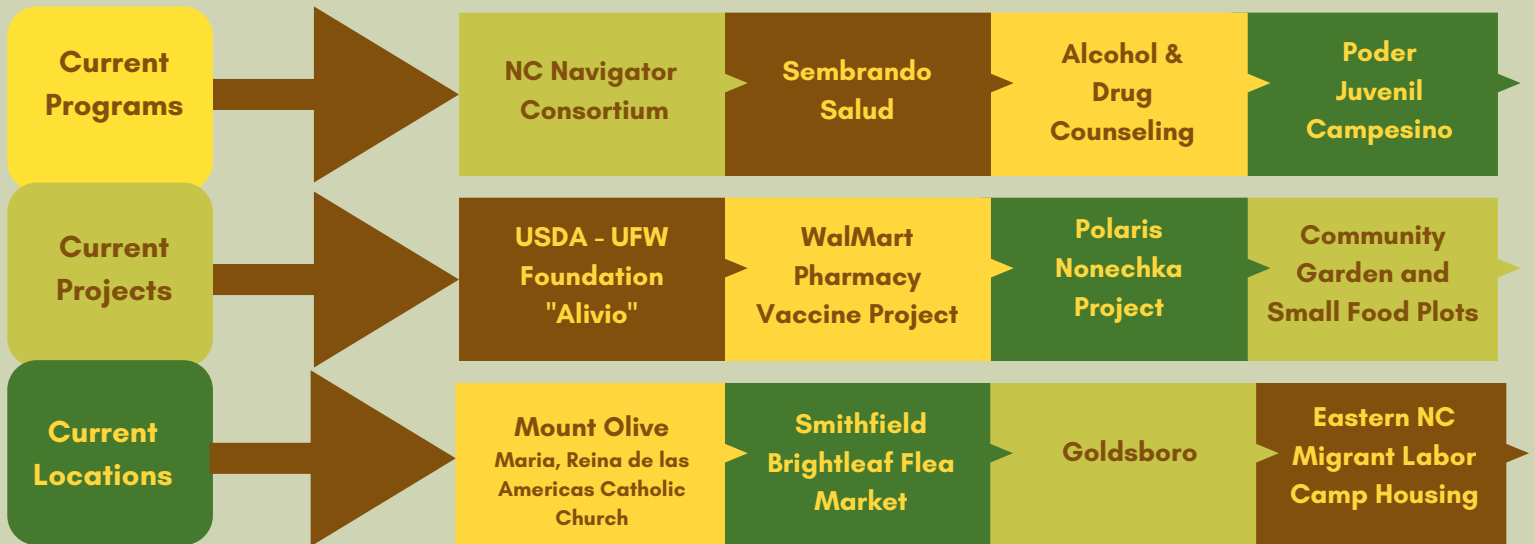 Current
Programs
NC Navigator
Consortium
Sembrando
Salud
Alcohol &
Drug
Counseling
Poder
Juvenil
Campesino
Current
Projects
USDA - UFW
Foundation
"Alivio"
WalMart
Pharmacy
Vaccine Project
Polaris
Nonechka
Project
Community
Garden and
Small Food Plots
Current
Locations
Mount Olive
Maria, Reina de las
Americas Catholic
Church
Smithfield
Brightleaf Flea
Market
Goldsboro
Eastern NC
Migrant Labor
Camp Housing